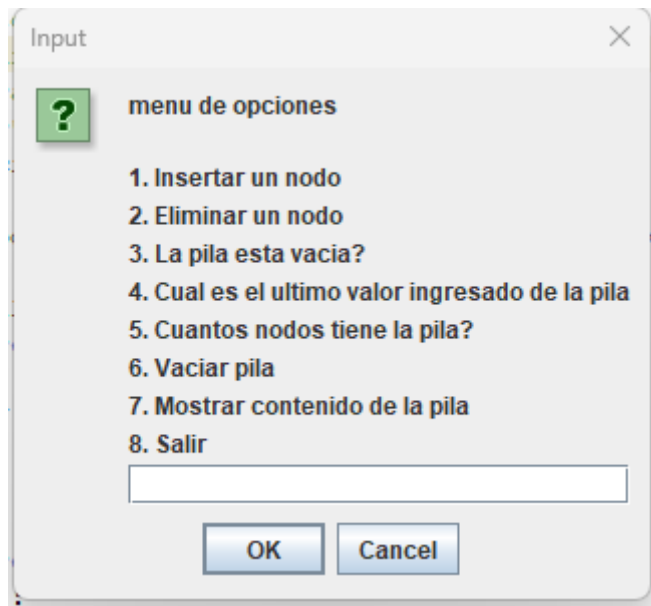 Input
menu de opciones
1. Insertar un nodo
2. Eliminar un nodo
3. La pila esta vacia?
4. Cual es el ultimo valor ingresado de la pila
5. Cuantos nodos tiene la pila?
6. Vaciar pila
7. Mostrar contenido de la pila
8. Salir
OK Cancel